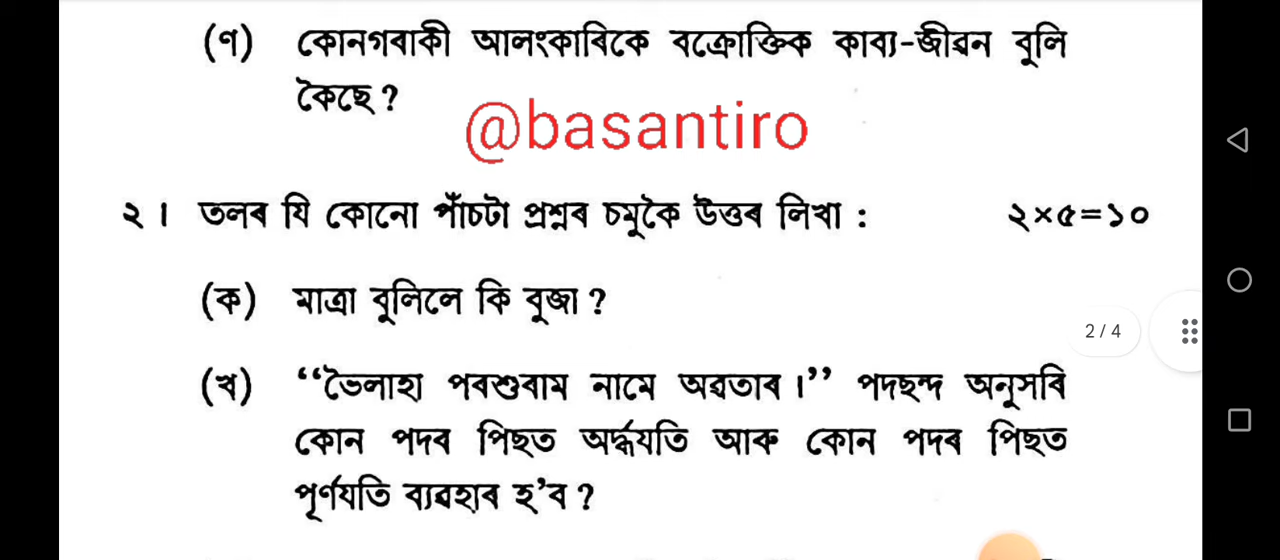 (ণ) কোনগৰাকী আলংকাৰিকে বক্ৰোক্তিক কাব্য-জীৱন বুলি
কৈছে ?
@basantiro
২ । তলৰ যি কোনো পাঁচটা প্ৰশ্নৰ চমুকৈ উত্তৰ লিখা : ২×৫=১০
(ক) মাত্ৰা বুলিলে কি বুজা ?
2 / 4
(খ) ‘‘ভৈলাহা পৰশুৰাম নামে অৱতাৰ ।’’ পদছন্দ অনুসৰি
কোন পদৰ পিছত অৰ্দ্ধযতি আৰু কোন পদৰ পিছত
পূৰ্ণযতি ব্যৱহাৰ হ’ব ?